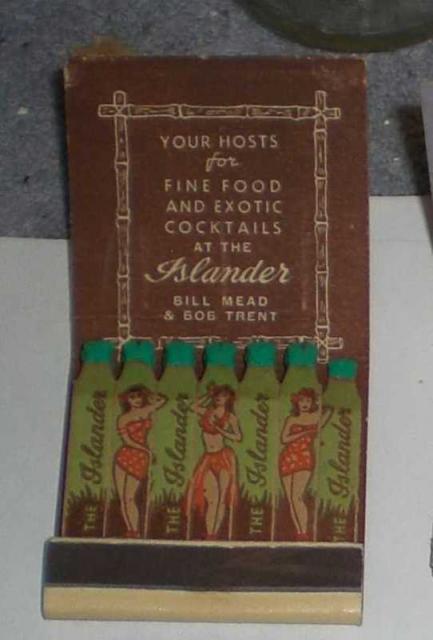 YOUR HOSTS
for
FINE FOOD
AND EXOTIC
COCKTAILS
AT THE
Islander
BILL MEAD
& BOB TRENT
THE Islander
THE Islander
THE Islander
THE Islander